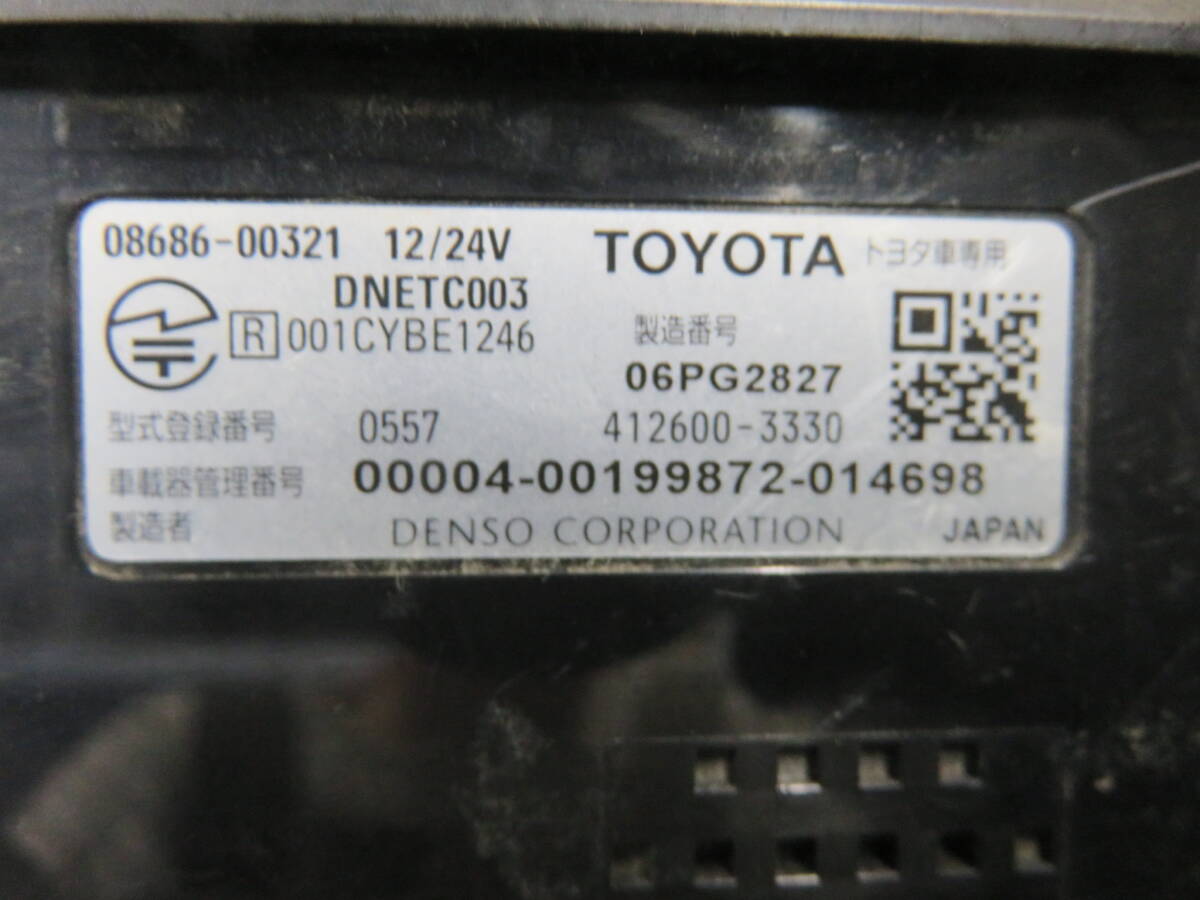 08686-00321 12/24V TOYOTA トヨタ車専用
DNETC003
R 001CYBE1246 製造番号
06PG2827
型式登録番号 0557 412600-3330
車載器管理番号 00004-00199872-014698
製造者 DENSO CORPORATION JAPAN